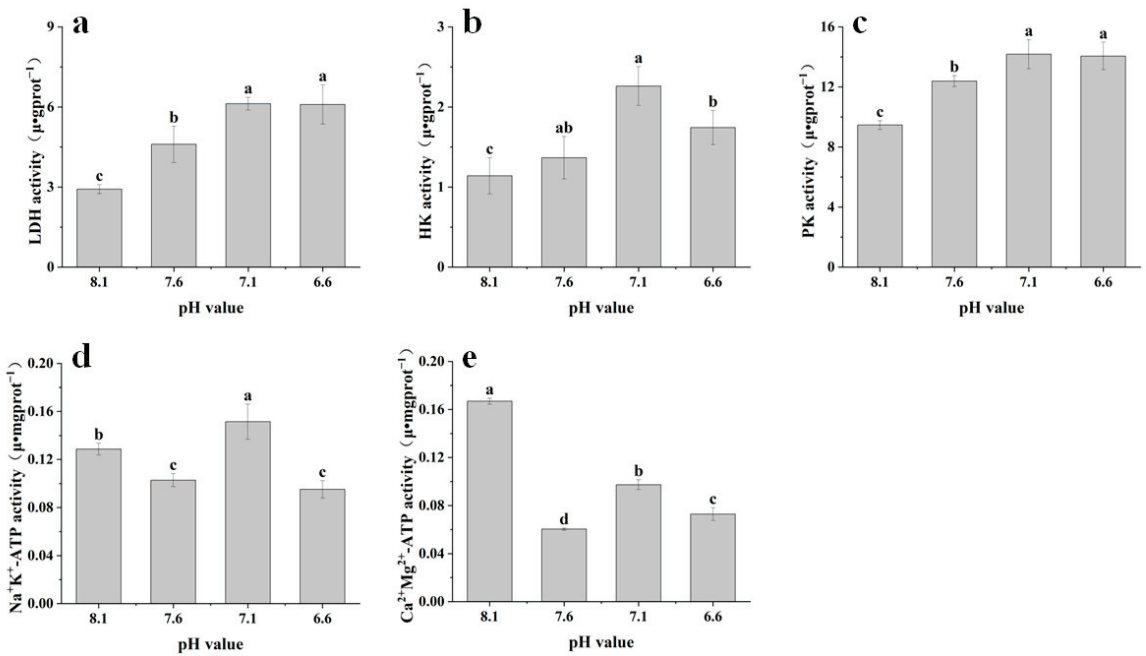 a
LDH activity（μ•gprot⁻¹）
9
6
3
0
c
b
a
a
8.1 7.6 7.1 6.6
pH value
b
HK activity（μ•gprot⁻¹）
3
2
1
0
c
ab
a
b
8.1 7.6 7.1 6.6
pH value
c
PK activity（μ•gprot⁻¹）
16
12
8
4
0
c
b
a
a
8.1 7.6 7.1 6.6
pH value
d
Na⁺K⁺-ATP activity（μ•mgprot⁻¹）
0.20
0.16
0.12
0.08
0.04
0.00
b
c
a
c
8.1 7.6 7.1 6.6
pH value
e
Ca²⁺Mg²⁺-ATP activity（μ•mgprot⁻¹）
0.20
0.16
0.12
0.08
0.04
0.00
a
d
b
c
8.1 7.6 7.1 6.6
pH value